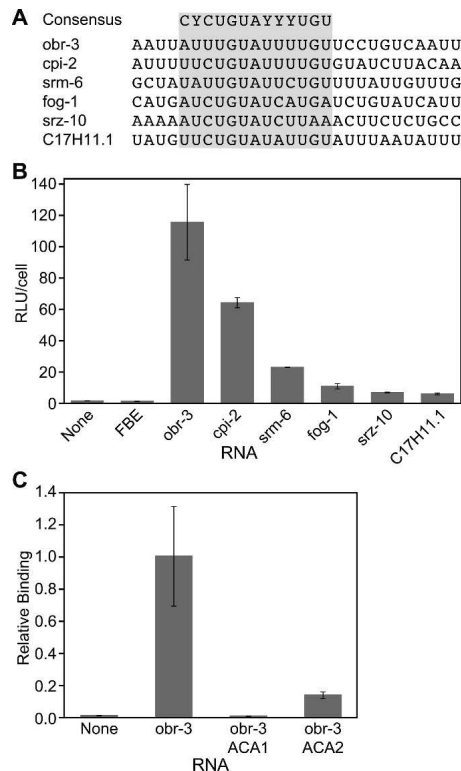 A
Consensus CYCUGUAYYYUGU
obr-3 AAUUAUUUGUAUUUUGUUCCUGUCAAUU
cpi-2 AUUUUUCUGUAUUUUGUGUAUCUUACAA
srm-6 GCUAUAUUGUAUUCUGUUUUAUUGUUUG
fog-1 CAUGAUCUGUAUCAUGAUCUGUAUCAUU
srz-10 AAAAAUCUGUAUCUUAAACUUCUCUGCC
C17H11.1 UAUGUUCUGUAUAUUGUAUUUAAUAUUU
B
140
120
100
80
60
40
20
0
RLU/cell
None FBE obr-3 cpi-2 srm-6 fog-1 srz-10 C17H11.1
RNA
C
1.4
1.2
1.0
0.8
0.6
0.4
0.2
0.0
Relative Binding
None obr-3 obr-3 obr-3
ACA1 ACA2
RNA